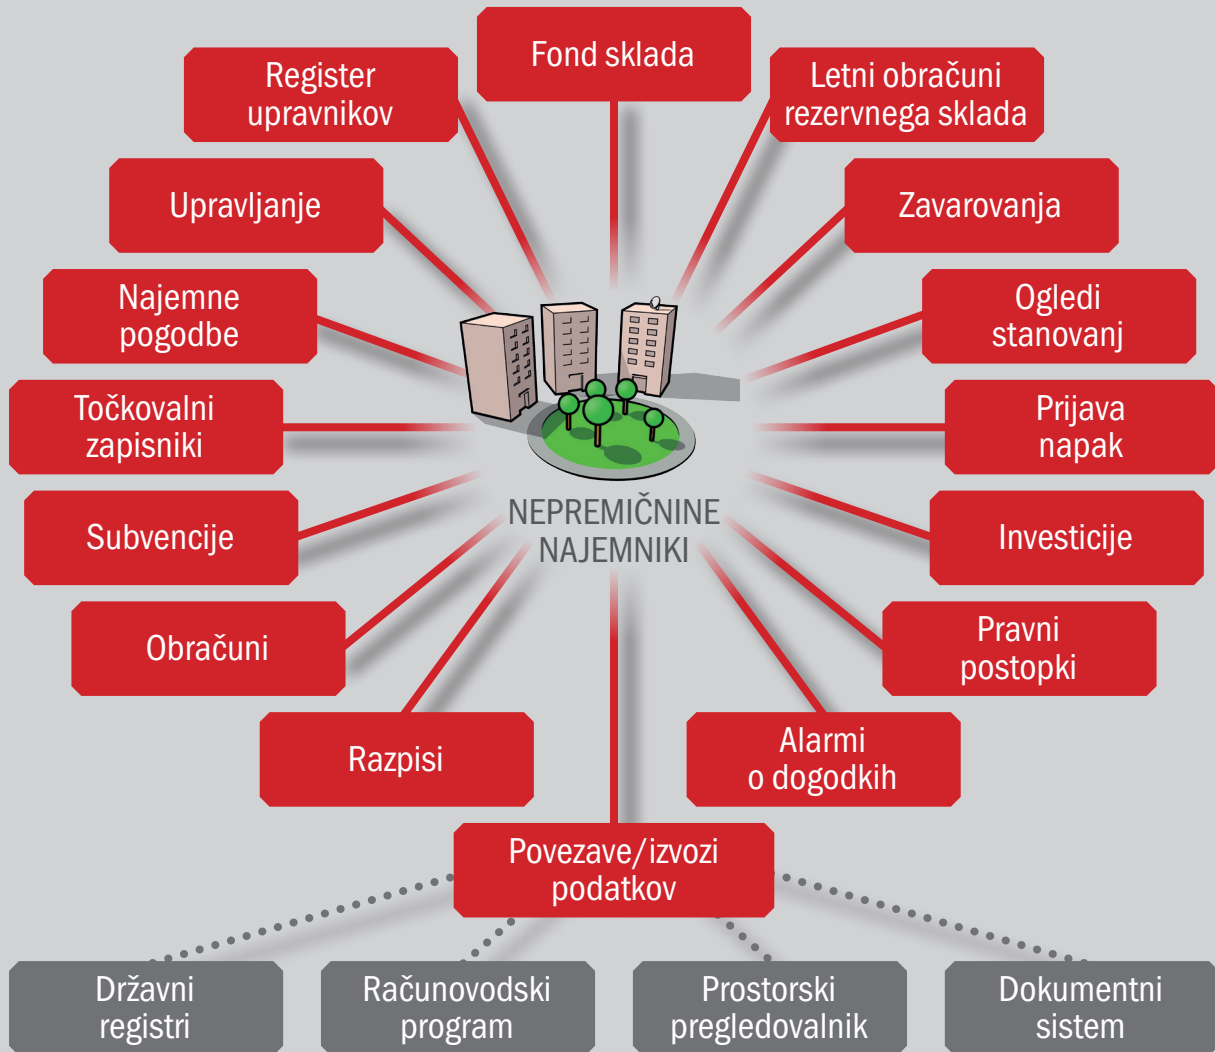 Fond sklada
Register
upravnikov
Letni obračuni
rezervnega sklada
Upravljanje
Zavarovanja
Najemne
pogodbe
Ogledi
stanovanj
Točkovalni
zapisniki
Prijava
napak
Subvencije
NEPREMIČNINE
NAJEMNIKI
Investicije
Obračuni
Pravni
postopki
Razpisi
Alarmi
o dogodkih
Povezave/izvozi
podatkov
Državni
registri
Računovodski
program
Prostorski
pregledovalnik
Dokumentni
sistem